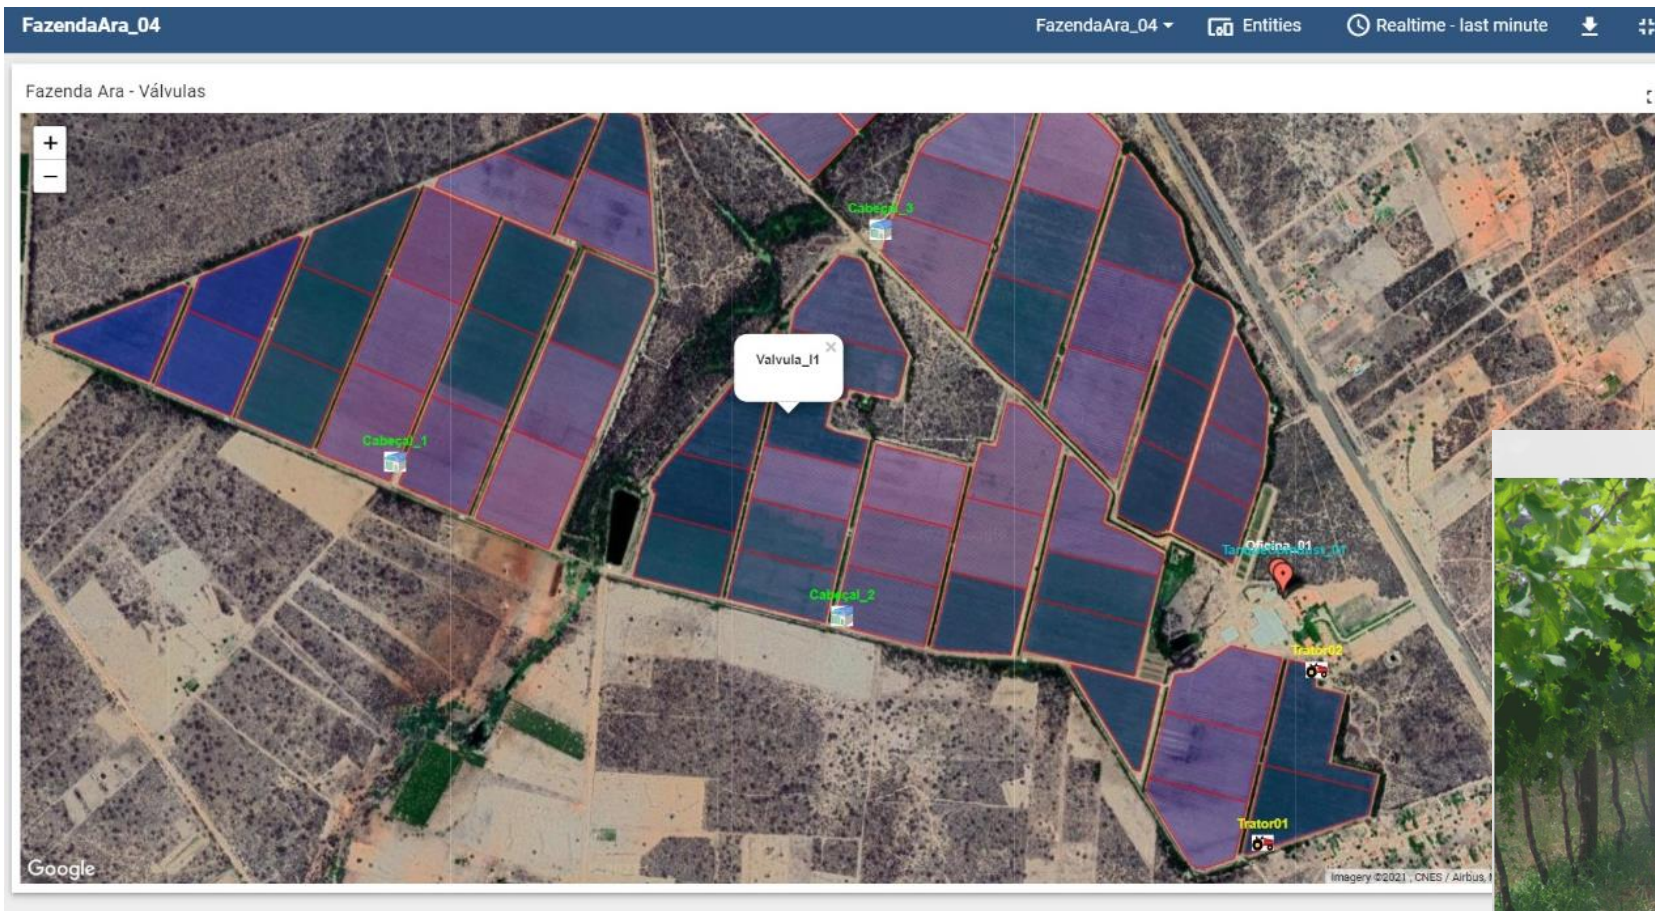 FazendaAra_04
FazendaAra_04
Entities
Realtime - last minute
Fazenda Ara - Válvulas
+
−
Cabeçal_3
Valvula_I1
×
Cabeçal_1
Oficina_01
Cabeçal_2
Trator02
Trator01
Google
Imagery ©2021 , CNES / Airbus,